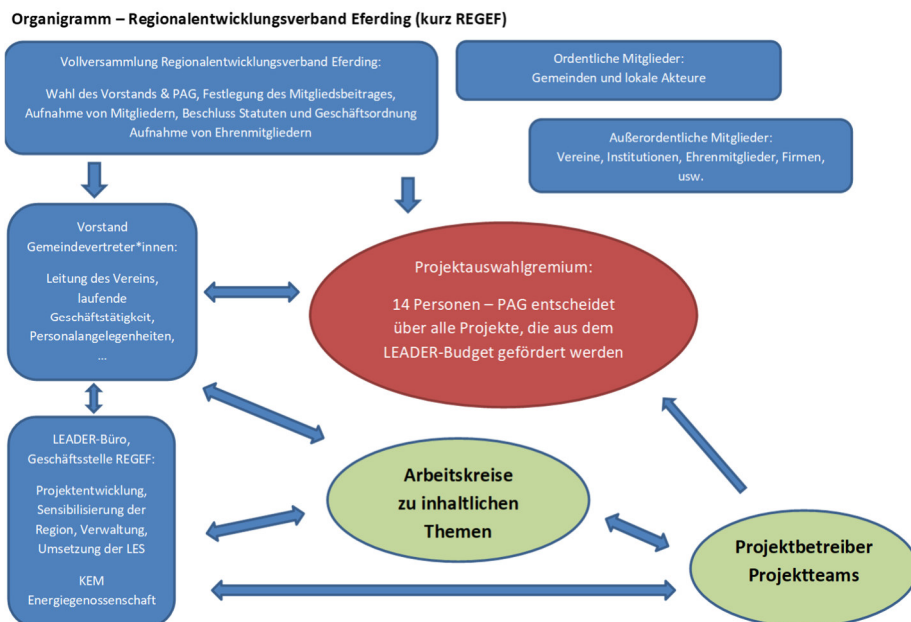 Organigramm – Regionalentwicklungsverband Eferding (kurz REGEF)
Vollversammlung Regionalentwicklungsverband Eferding:
Wahl des Vorstands & PAG, Festlegung des Mitgliedsbeitrages,
Aufnahme von Mitgliedern, Beschluss Statuten und Geschäftsordnung
Aufnahme von Ehrenmitgliedern
Ordentliche Mitglieder:
Gemeinden und lokale Akteure
Außerordentliche Mitglieder:
Vereine, Institutionen, Ehrenmitglieder, Firmen,
usw.
Vorstand
Gemeindevertreter*innen:
Leitung des Vereins,
laufende
Geschäftstätigkeit,
Personalangelegenheiten,
...
Projektauswahlgremium:
14 Personen – PAG entscheidet
über alle Projekte, die aus dem
LEADER-Budget gefördert werden
LEADER-Büro,
Geschäftsstelle REGEF:
Projektentwicklung,
Sensibilisierung der
Region, Verwaltung,
Umsetzung der LES
KEM
Energiegenossenschaft
Arbeitskreise
zu inhaltlichen
Themen
Projektbetreiber
Projektteams